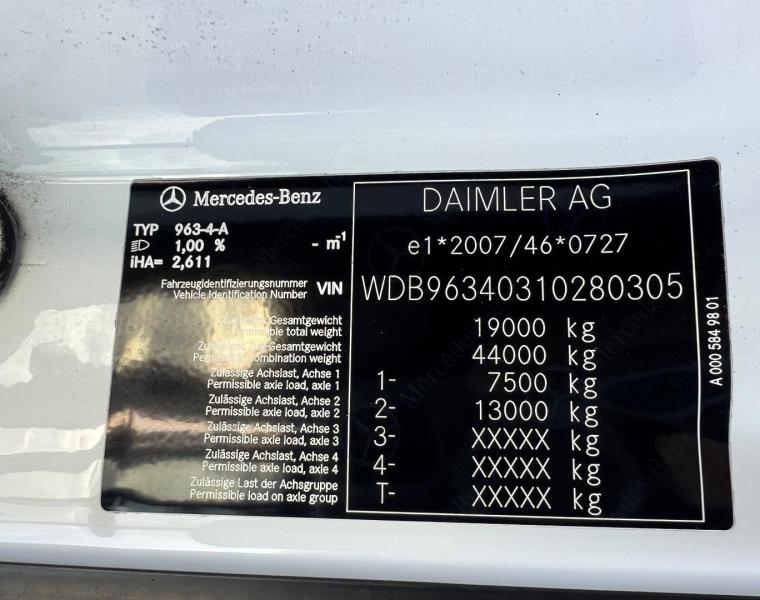 Mercedes-Benz
DAIMLER AG
TYP 963-4-A
1,00 % - m⁻¹
iHA= 2,611
e1*2007/46*0727
Fahrzeugidentifizierungsnummer
Vehicle Identification Number VIN WDB96340310280305
Gesamtgewicht
total weight 19000 kg
Gesamtgewicht
combination weight 44000 kg
Zulässige Achslast, Achse 1
Permissible axle load, axle 1 1- 7500 kg
Zulässige Achslast, Achse 2
Permissible axle load, axle 2 2- 13000 kg
Zulässige Achslast, Achse 3
Permissible axle load, axle 3 3- XXXXX kg
Zulässige Achslast, Achse 4
Permissible axle load, axle 4 4- XXXXX kg
Zulässige Last der Achsgruppe
Permissible load on axle group T- XXXXX kg
A 000 584 98 01